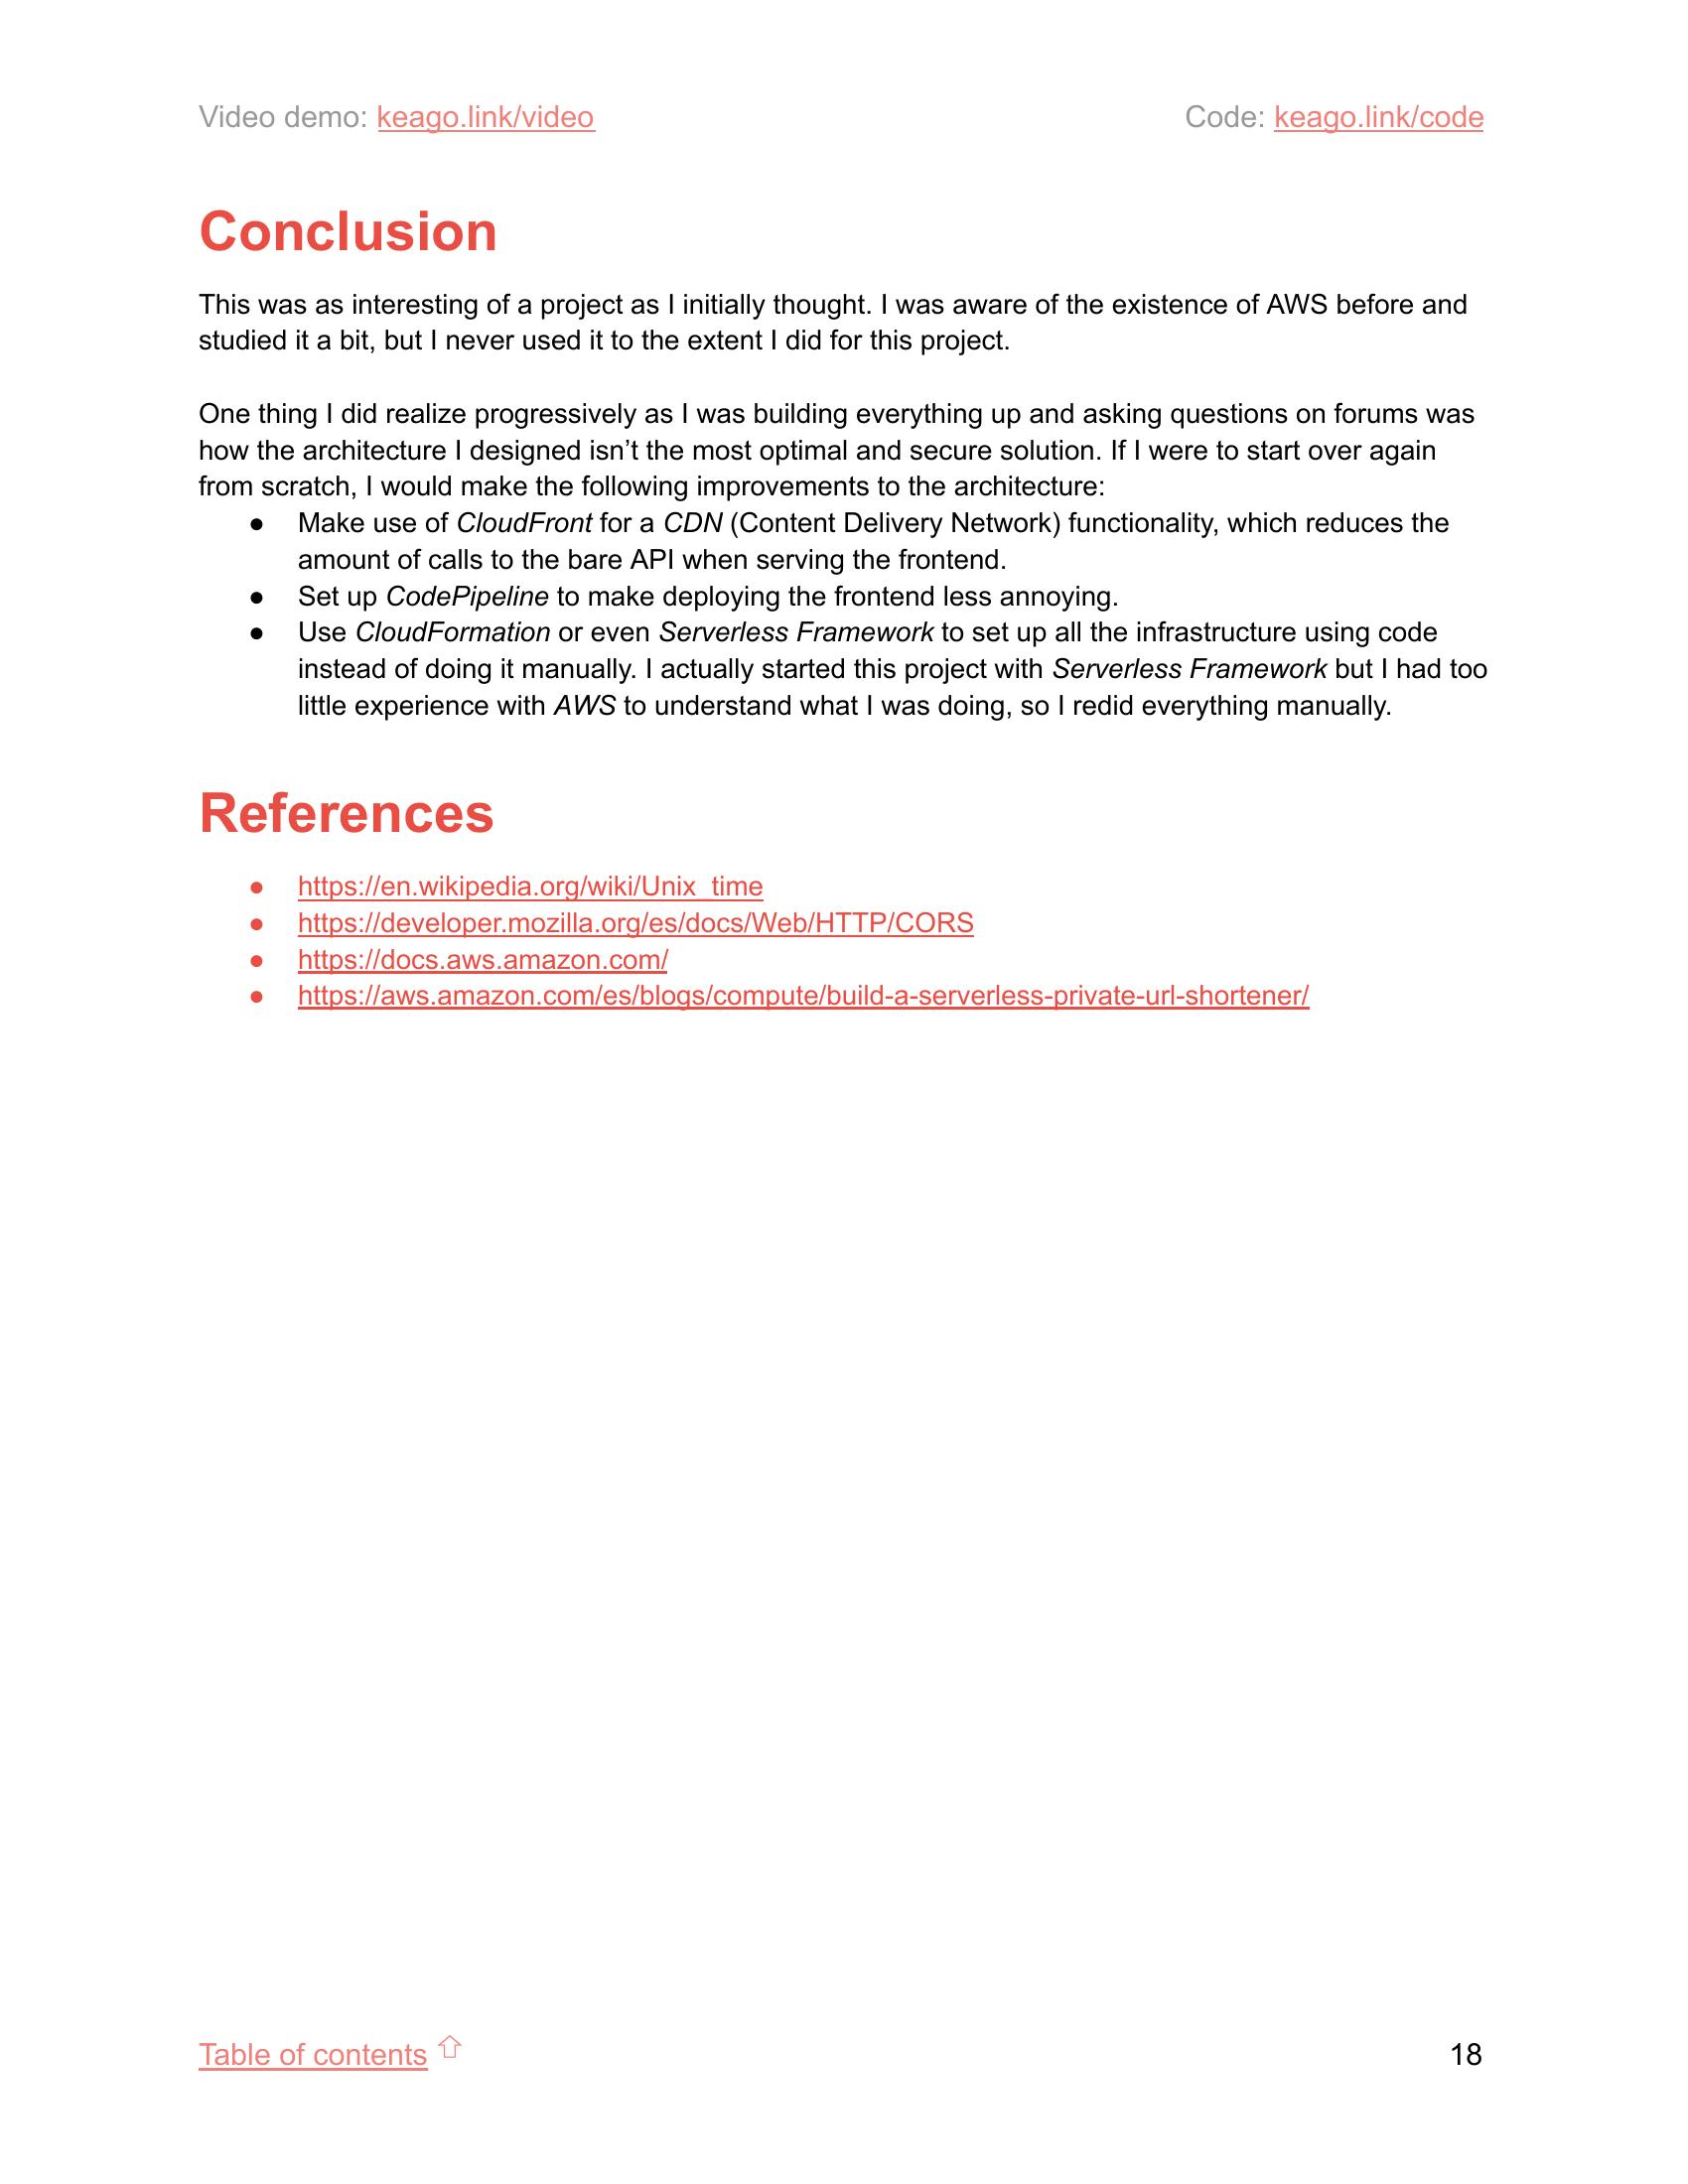 Video demo: keago.link/video
Code: keago.link/code
Conclusion
This was as interesting of a project as I initially thought. I was aware of the existence of AWS before and
studied it a bit, but I never used it to the extent I did for this project.
One thing I did realize progressively as I was building everything up and asking questions on forums was
how the architecture I designed isn’t the most optimal and secure solution. If I were to start over again
from scratch, I would make the following improvements to the architecture:
● Make use of CloudFront for a CDN (Content Delivery Network) functionality, which reduces the
amount of calls to the bare API when serving the frontend.
● Set up CodePipeline to make deploying the frontend less annoying.
● Use CloudFormation or even Serverless Framework to set up all the infrastructure using code
instead of doing it manually. I actually started this project with Serverless Framework but I had too
little experience with AWS to understand what I was doing, so I redid everything manually.
References
● https://en.wikipedia.org/wiki/Unix_time
● https://developer.mozilla.org/es/docs/Web/HTTP/CORS
● https://docs.aws.amazon.com/
● https://aws.amazon.com/es/blogs/compute/build-a-serverless-private-url-shortener/
Table of contents ⇧
18